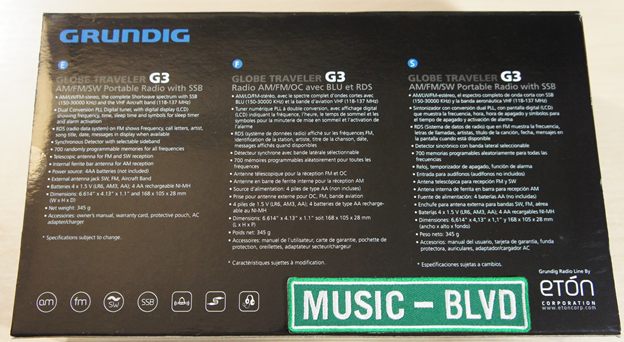 GRUNDIG
E
GLOBE TRAVELER G3
AM/FM/SW Portable Radio with SSB
• AM/LW/FM-stereo, the complete Shortwave spectrum with SSB
(150-30000 KHz) and the VHF Aircraft band (118-137 MHz)
• Dual Conversion PLL Digital tuner, with digital display (LCD)
showing frequency, time, sleep time and symbols for sleep timer
and alarm activation
• RDS (radio data system) on FM shows frequency, call letters, artist,
song title, date, messages in display when available
• Synchronous Detector with selectable sideband
• 700 randomly programmable memories for all frequencies
• Telescopic antenna for FM and SW reception
• Internal ferrite bar antenna for AM reception
• Power source: 4AA batteries (not included)
• External antenna jack SW, FM, Aircraft Band
• Batteries 4 x 1.5 V (LR6, AM3, AA); 4 AA rechargeable Ni-MH
• Dimensions: 6,614" x 4.13" x 1.1" and 168 x 105 x 28 mm
(W x H x D)
• Net weight: 345 g
• Accessories: owner's manual, warranty card, protective pouch, AC
adapter/charger
* Specifications subject to change.
F
GLOBE TRAVELER G3
Radio AM/FM/OC avec BLU et RDS
• AM/LO/FM-stéréo, avec le spectre complet d'ondes cortes avec
BLU (150-30000 KHz) et la bande d'aviation VHF (118-137 MHz)
• Tuner numérique PLL à double conversion, avec affichage digital
(LCD) indiquant la fréquence, l'heure, le temps de sommeil et les
symboles pour la minuterie de mise en sommeil et l'activation de
l'alarme
RDS (système de données radio) affiché sur les fréquences FM,
identification de la station, artiste, titre de la chanson, date,
messages affichés quand disponibles
• Détecteur synchrone avec bande latérale sélectionnable
• 700 mémoires programmables aléatoirement pour toutes les
fréquences
• Antenne télescopique pour la réception FM et OC
• Antenne en barre de ferrite interne pour la réception AM
• Source d'alimentation: 4 piles de type AA (no incluses)
• Prise pour antenne extérieure pour OC, FM, bande aviation
• 4 piles de 1.5 V (LR6, AM3, AA); 4 batteries de type AA recharge-
able au Ni-MH
• Dimensions: 6,614" x 4.13" x 1.1" soit 168 x 105 x 28 mm
(L x H x P)
• Poids net: 345 g
• Accessories: manuel de l'utilisateur, carte de garantie, pochette de
protection, oreillettes, adaptateur secteur/chargeur
* Caractéristiques sujettes à modification.
S
GLOBE TRAVELER G3
AM/FM/SW Portable Radio with SSB
• AM/LW/FM-estéreo, el espectro completo de onda corta con SSB
(150-30000 KHz) y la banda aeronáutica VHF (118-137 MHz)
• Sintonizador con doble conversión PLL digital, con pantalla digital (LCD)
que muestra la frecuencia, hora, hora de apagado y símbolos para
el tiempo de apagado y activación de alarma
• RDS (Sistema de datos de radio) que en FM muestra la frecuencia,
letras de llamadas, artistas, título de la canción, fecha, mensajes
en la pantalla cuando está disponible
• Detector síncrono con banda lateral seleccionable
• 700 memorias programables aleatoriamente para todas las
frecuencias
• Reloj, temporizador de apagado, función de alarma
• Entrada para audífonos (audífonos no incluidos)
• Antena telescópica para recepción FM y SW
• Antena interna de ferrita en barra para recepción AM
• Fuente de alimentación: 4 baterías AA (no incluidas)
• Enchufe para antena externa para bandas SW, FM, aérea
• Baterías 4 x 1.5 V (LR6, AM3, AA); 4 AA recargables Ni-MH
• Dimensiones: 6,614" x 4.13" x 1.1" y 168 x 105 x 28 mm
(ancho x alto x fondo)
• Peso neto: 345 g
• Accesorios: manual del usuario, tarjeta de garantía, funda
protectora, auriculares, adaptador/cargador AC
* Especificaciones sujetas a cambios.
am fm SW SSB
MUSIC – BLVD
Grundig Radio Line By
etón
CORPORATION
www.etoncorp.com